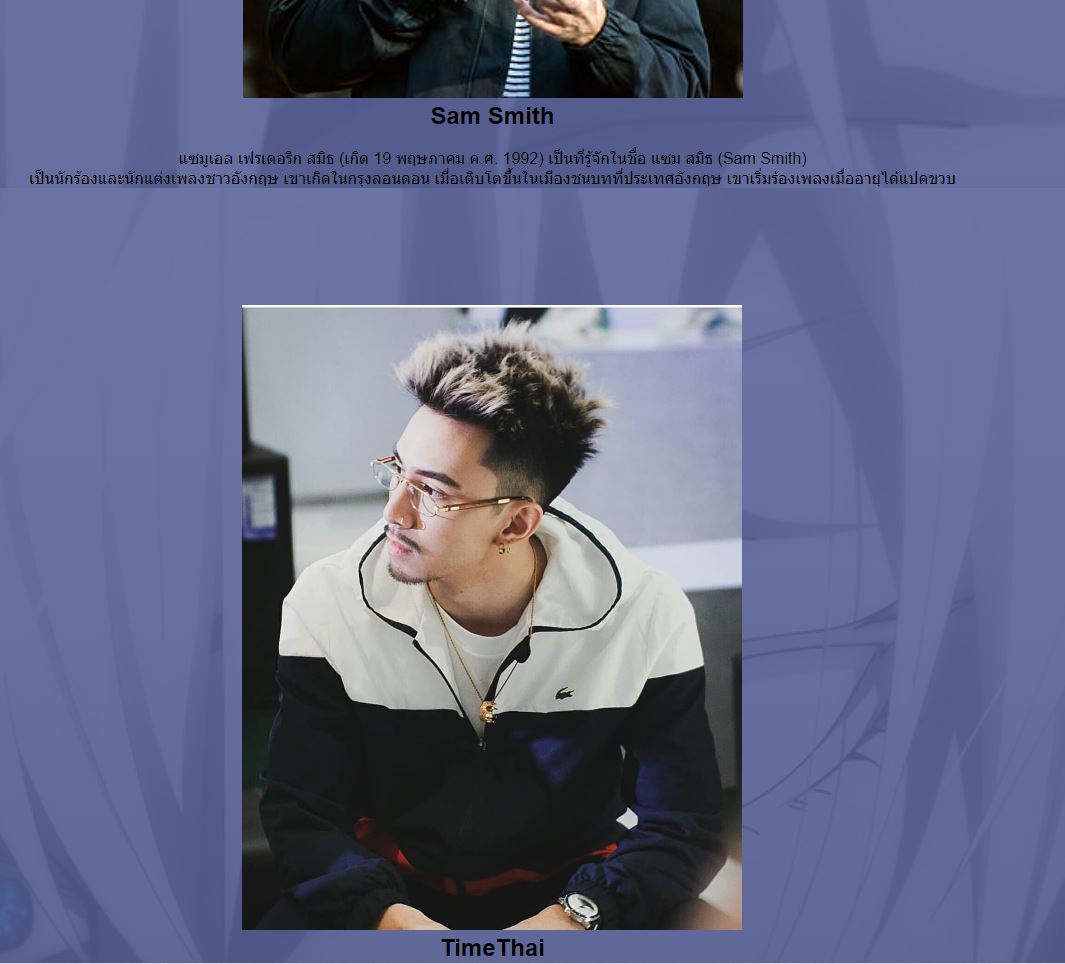 Sam Smith
แซมูเอล เฟรเดอริก สมิธ (เกิด 19 พฤษภาคม ค.ศ. 1992) เป็นที่รู้จักในชื่อ แซม สมิธ (Sam Smith)
เป็นนักร้องและนักแต่งเพลงชาวอังกฤษ เขาเกิดในกรุงลอนดอน เมื่อเติบโตขึ้นในเมืองชนบทที่ประเทศอังกฤษ เขาเริ่มร้องเพลงเมื่ออายุได้แปดขวบ
TimeThai